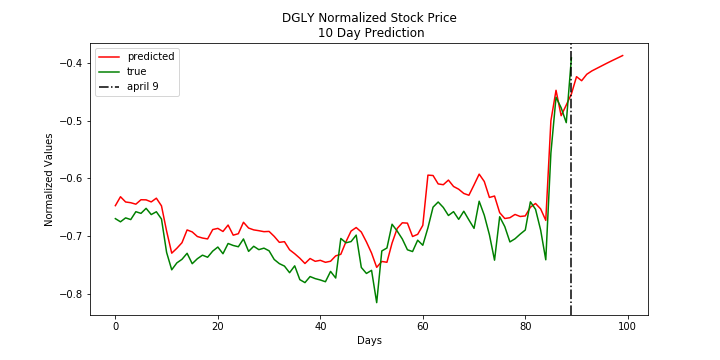 DGLY Normalized Stock Price
10 Day Prediction
predicted
true
april 9
Normalized Values
−0.4
−0.5
−0.6
−0.7
−0.8
0
20
40
60
80
100
Days